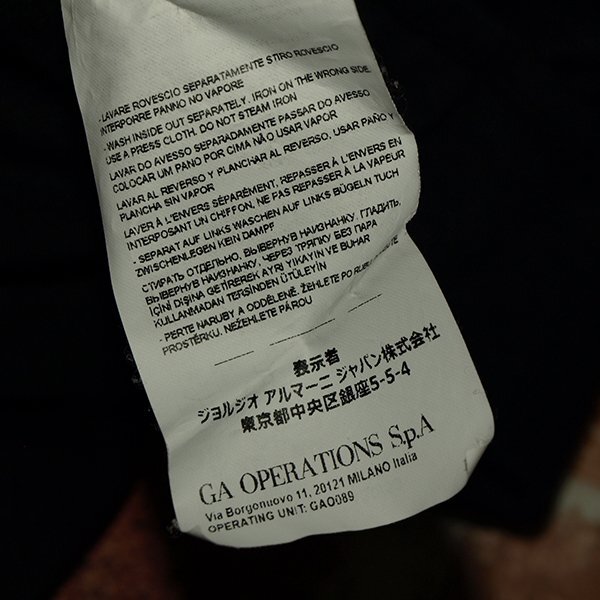 - LAVARE ROVESCIO SEPARATAMENTE STIRO ROVESCIO
INTERPORRE PANNO NO VAPORE
- WASH INSIDE OUT SEPARATELY. IRON ON THE WRONG SIDE.
USE A PRESS CLOTH. DO NOT STEAM IRON
LAVAR DO AVESSO SEPARADAMENTE PASSAR DO AVESSO
COLOCAR UM PANO POR CIMA NÃO USAR VAPOR
LAVAR AL REVERSO Y PLANCHAR AL REVERSO, USAR PAÑO Y
PLANCHA SIN VAPOR
LAVER À L'ENVERS SÉPARÉMENT, REPASSER À L'ENVERS EN
INTERPOSANT UN CHIFFON, NE PAS REPASSER À LA VAPEUR
- SEPARAT AUF LINKS WASCHEN AUF LINKS BÜGELN TUCH
ZWISCHENLEGEN KEIN DAMPF
СТИРАТЬ ОТДЕЛЬНО, ВЫВЕРНУВ НАИЗНАНКУ. ГЛАДИТЬ,
ВЫВЕРНУВ НАИЗНАНКУ, ЧЕРЕЗ ТРЯПКУ БЕЗ ПАРА
İÇİNİ DIŞINA GETİREREK AYRI YIKAYIN VE BUHAR
KULLANMADAN TERSİNDEN ÜTÜLEYİN
- PERTE NARUBY A ODDĚLENĚ. ŽEHLETE PO RUBU
PROSTĚRKU. NEŽEHLETE PÁROU
表示者
ジョルジオ アルマーニ ジャパン株式会社
東京都中央区銀座5-5-4
GA OPERATIONS S.p.A
Via Borgonuovo 11, 20121 MILANO Italia
OPERATING UNIT: GAO089